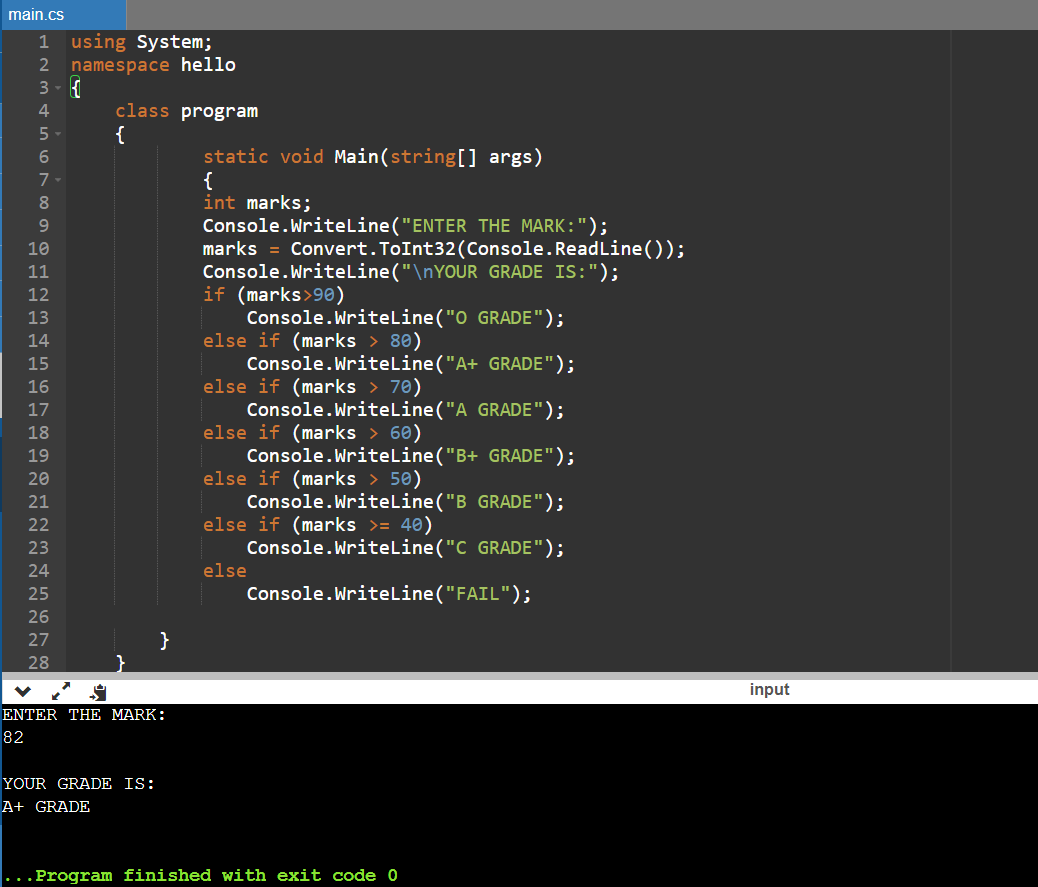 main.cs
1 using System;
2 namespace hello
3 {
4     class program
5     {
6             static void Main(string[] args)
7             {
8             int marks;
9             Console.WriteLine("ENTER THE MARK:");
10             marks = Convert.ToInt32(Console.ReadLine());
11             Console.WriteLine("\nYOUR GRADE IS:");
12             if (marks>90)
13                 Console.WriteLine("O GRADE");
14             else if (marks > 80)
15                 Console.WriteLine("A+ GRADE");
16             else if (marks > 70)
17                 Console.WriteLine("A GRADE");
18             else if (marks > 60)
19                 Console.WriteLine("B+ GRADE");
20             else if (marks > 50)
21                 Console.WriteLine("B GRADE");
22             else if (marks >= 40)
23                 Console.WriteLine("C GRADE");
24             else
25                 Console.WriteLine("FAIL");
26
27         }
28     }
input
ENTER THE MARK:
82
YOUR GRADE IS:
A+ GRADE
...Program finished with exit code 0